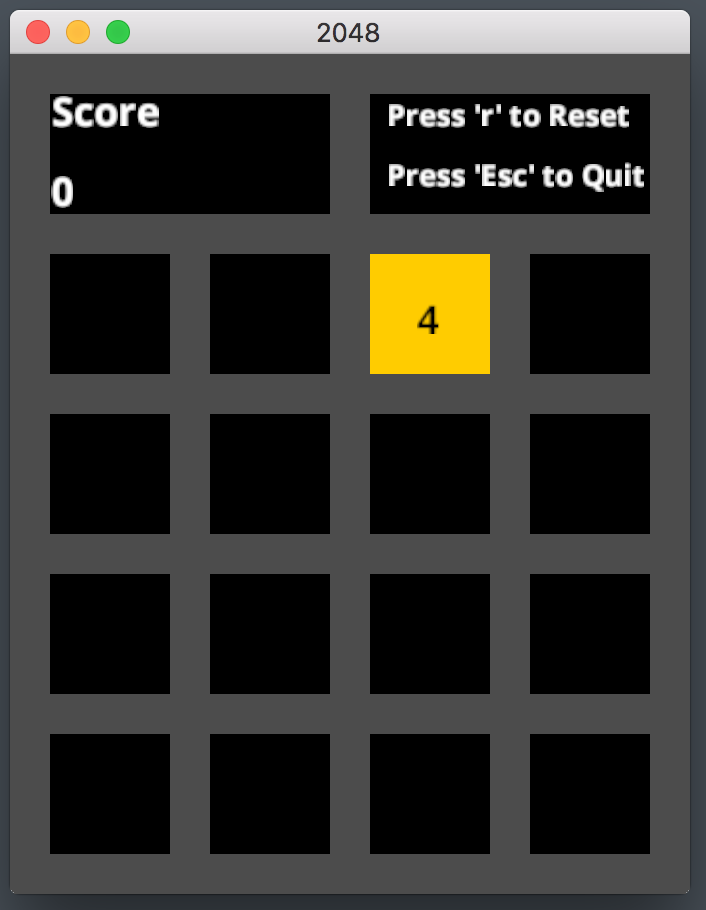 2048
Score
0
Press 'r' to Reset
Press 'Esc' to Quit
4